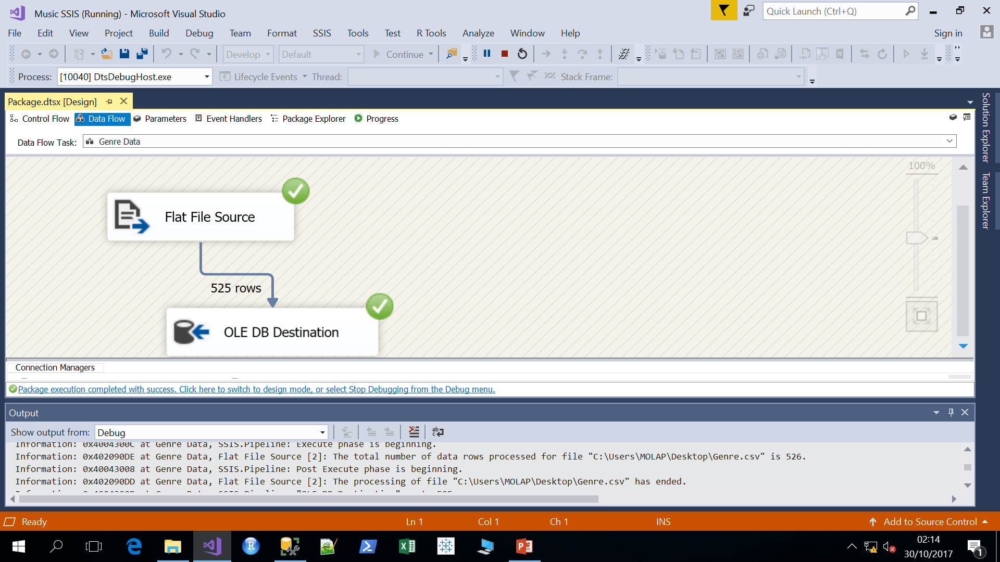 Music SSIS (Running) - Microsoft Visual Studio
Quick Launch (Ctrl+Q)
File Edit View Project Build Debug Team Format SSIS Tools Test R Tools Analyze Window Help
Sign in
Develop Default Continue
Process: [10040] DtsDebugHost.exe Lifecycle Events Thread: Stack Frame:
Package.dtsx [Design]
Control Flow Data Flow Parameters Event Handlers Package Explorer Progress
Data Flow Task: Genre Data
100%
Flat File Source
525 rows
OLE DB Destination
Solution Explorer
Team Explorer
Connection Managers
Package execution completed with success. Click here to switch to design mode, or select Stop Debugging from the Debug menu.
Output
Show output from: Debug
Information: 0x4004300C at Genre Data, SSIS.Pipeline: Execute phase is beginning.
Information: 0x402090DE at Genre Data, Flat File Source [2]: The total number of data rows processed for file "C:\Users\MOLAP\Desktop\Genre.csv" is 526.
Information: 0x40043008 at Genre Data, SSIS.Pipeline: Post Execute phase is beginning.
Information: 0x402090DD at Genre Data, Flat File Source [2]: The processing of file "C:\Users\MOLAP\Desktop\Genre.csv" has ended.
Ready Ln 1 Col 1 Ch 1 INS Add to Source Control
02:14
30/10/2017
1